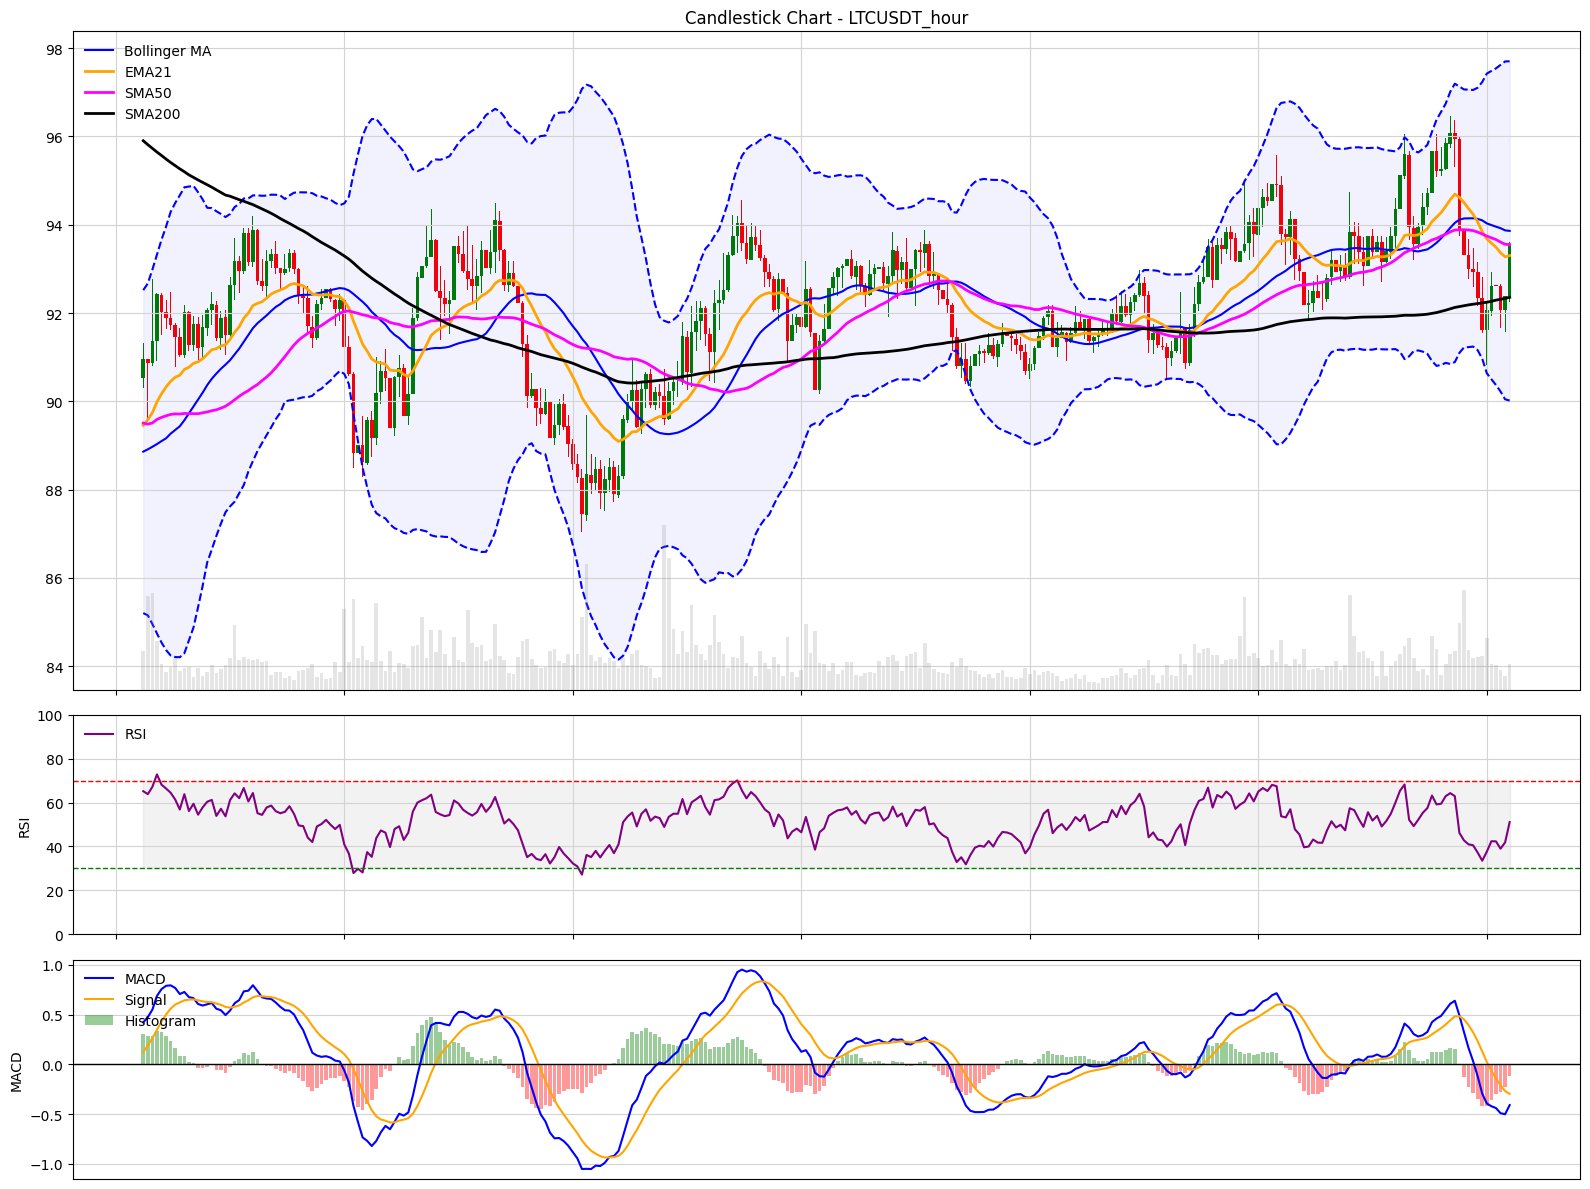 Candlestick Chart - LTCUSDT_hour
98
96
94
92
90
88
86
84
Bollinger MA
EMA21
SMA50
SMA200
100
80
60
40
20
0
RSI
RSI
1.0
0.5
0.0
−0.5
−1.0
MACD
MACD
Signal
Histogram